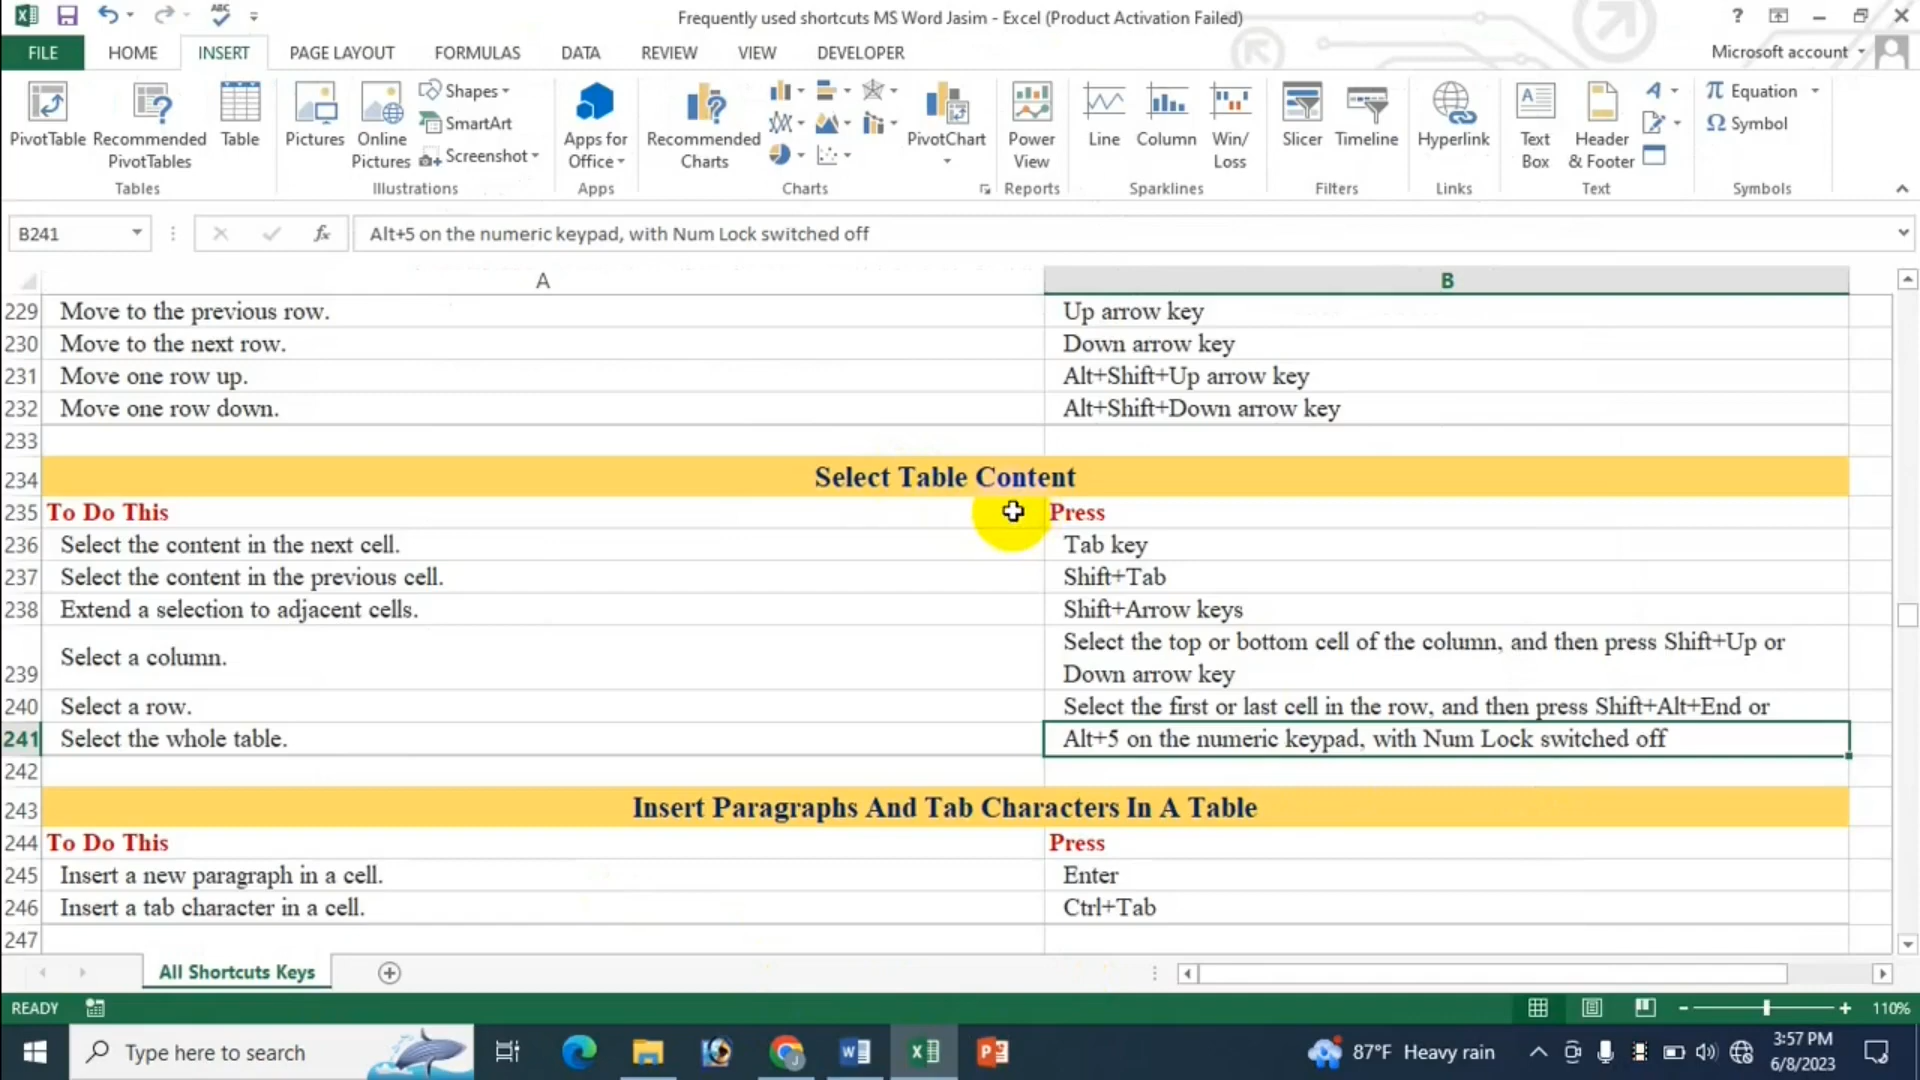 Frequently used shortcuts MS Word Jasim - Excel (Product Activation Failed)
ABC
?
FILE
HOME
INSERT
PAGE LAYOUT
FORMULAS
DATA
REVIEW
VIEW
DEVELOPER
Microsoft account
PivotTable
Recommended PivotTables
Table
Tables
Pictures
Online Pictures
Shapes
SmartArt
Screenshot
Illustrations
Apps for Office
Apps
Recommended Charts
PivotChart
Charts
Power View
Reports
Line
Column
Win/Loss
Sparklines
Slicer
Timeline
Filters
Hyperlink
Links
Text Box
Header & Footer
Text
π Equation
Ω Symbol
Symbols
B241
fx
Alt+5 on the numeric keypad, with Num Lock switched off
A B
229 Move to the previous row. Up arrow key
230 Move to the next row. Down arrow key
231 Move one row up. Alt+Shift+Up arrow key
232 Move one row down. Alt+Shift+Down arrow key
233
234 Select Table Content
235 To Do This Press
236 Select the content in the next cell. Tab key
237 Select the content in the previous cell. Shift+Tab
238 Extend a selection to adjacent cells. Shift+Arrow keys
239 Select a column. Select the top or bottom cell of the column, and then press Shift+Up or
Down arrow key
240 Select a row. Select the first or last cell in the row, and then press Shift+Alt+End or
241 Select the whole table. Alt+5 on the numeric keypad, with Num Lock switched off
242
243 Insert Paragraphs And Tab Characters In A Table
244 To Do This Press
245 Insert a new paragraph in a cell. Enter
246 Insert a tab character in a cell. Ctrl+Tab
247
All Shortcuts Keys
READY
110%
Type here to search
87°F Heavy rain
3:57 PM
6/8/2023